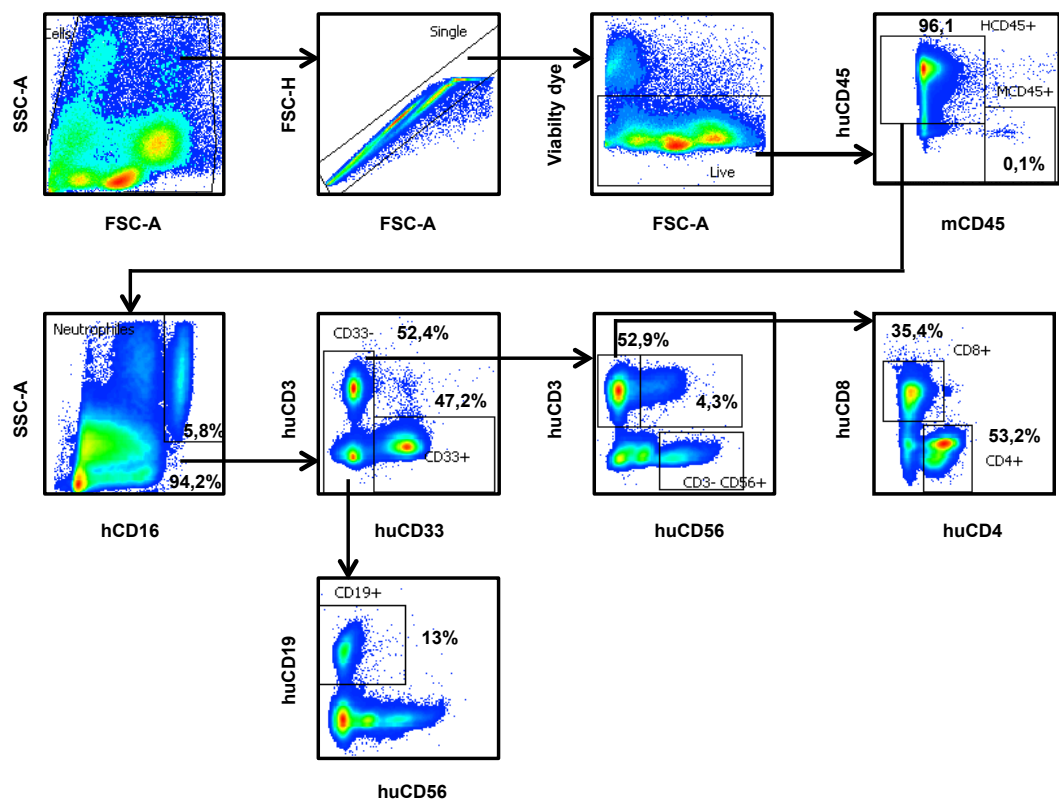 Cells
SSC-A
FSC-A
Single
FSC-H
FSC-A
Viabilty dye
Live
FSC-A
96,1
HCD45+
MCD45+
0,1%
huCD45
mCD45
Neutrophiles
5,8%
94,2%
SSC-A
hCD16
CD33-
52,4%
47,2%
CD33+
huCD3
huCD33
52,9%
4,3%
CD3- CD56+
huCD3
huCD56
35,4%
CD8+
53,2%
CD4+
huCD8
huCD4
CD19+
13%
huCD19
huCD56